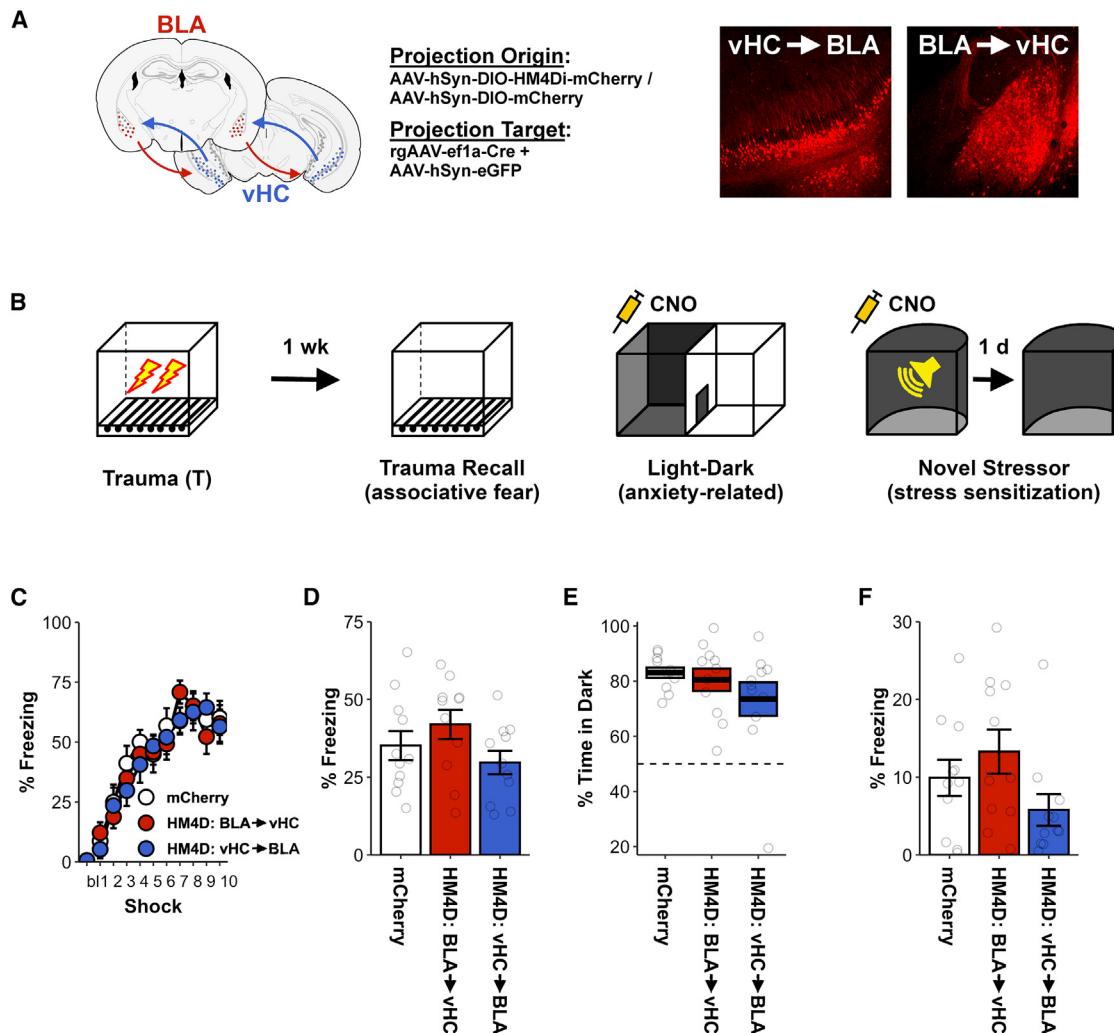 A
BLA
vHC
Projection Origin:
AAV-hSyn-DIO-HM4Di-mCherry /
AAV-hSyn-DIO-mCherry
Projection Target:
rgAAV-ef1a-Cre +
AAV-hSyn-eGFP
vHC → BLA
BLA → vHC
B
1 wk
CNO
CNO
1 d
Trauma (T)
Trauma Recall
(associative fear)
Light-Dark
(anxiety-related)
Novel Stressor
(stress sensitization)
C
% Freezing
100
75
50
25
0
mCherry
HM4D: BLA→vHC
HM4D: vHC→BLA
bl 1 2 3 4 5 6 7 8 9 10
Shock
D
% Freezing
75
50
25
0
mCherry
HM4D: BLA→vHC
HM4D: vHC→BLA
E
% Time in Dark
100
80
60
40
20
mCherry
HM4D: BLA→vHC
HM4D: vHC→BLA
F
% Freezing
30
20
10
0
mCherry
HM4D: BLA→vHC
HM4D: vHC→BLA